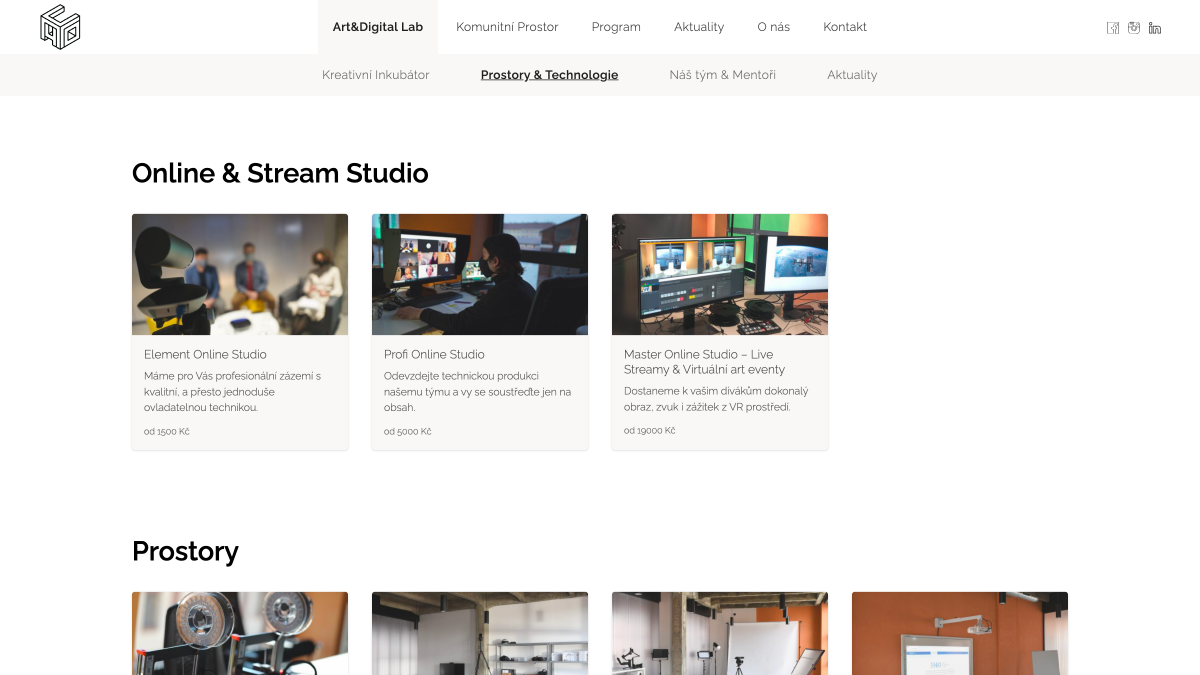 Art&Digital Lab
Komunitní Prostor
Program
Aktuality
O nás
Kontakt
Kreativní Inkubátor
Prostory & Technologie
Náš tým & Mentoři
Aktuality
Online & Stream Studio
Element Online Studio
Máme pro Vás profesionální zázemí s
kvalitní, a přesto jednoduše
ovladatelnou technikou.
od 1500 Kč
Profi Online Studio
Odevzdejte technickou produkci
našemu týmu a vy se soustřeďte jen na
obsah.
od 5000 Kč
Master Online Studio – Live
Streamy & Virtuální art eventy
Dostaneme k vašim divákům dokonalý
obraz, zvuk i zážitek z VR prostředí.
od 19000 Kč
Prostory